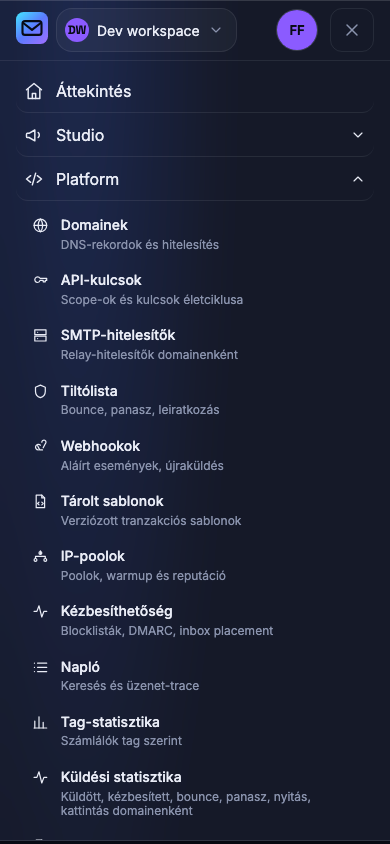 DW Dev workspace FF
Áttekintés
Studio
Platform
Domainek
DNS-rekordok és hitelesítés
API-kulcsok
Scope-ok és kulcsok életciklusa
SMTP-hitelesítők
Relay-hitelesítők domainenként
Tiltólista
Bounce, panasz, leiratkozás
Webhookok
Aláírt események, újraküldés
Tárolt sablonok
Verziózott tranzakciós sablonok
IP-poolok
Poolok, warmup és reputáció
Kézbesíthetőség
Blocklisták, DMARC, inbox placement
Napló
Keresés és üzenet-trace
Tag-statisztika
Számlálók tag szerint
Küldési statisztika
Küldött, kézbesített, bounce, panasz, nyitás,
kattintás domainenként